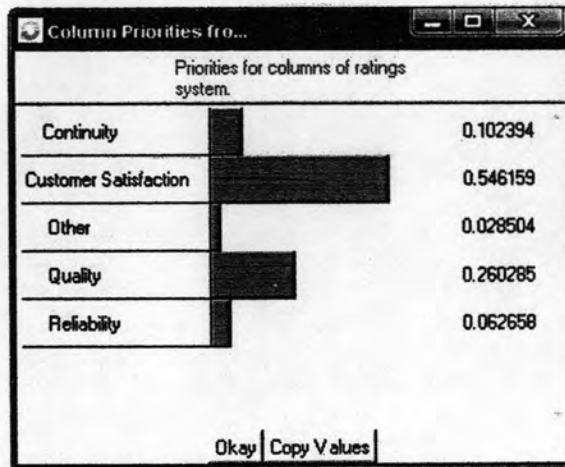 Column Priorities fro...
Priorities for columns of ratings
system.
Continuity 0.102394
Customer Satisfaction 0.546159
Other 0.028504
Quality 0.260285
Reliability 0.062658
Okay Copy Values